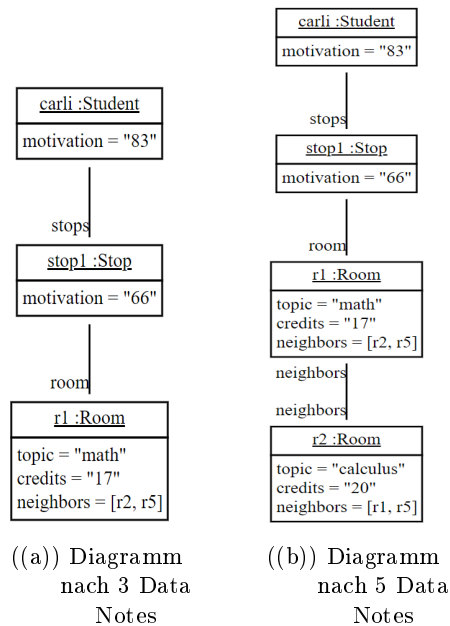 carli :Student
motivation = "83"
stops
stop1 :Stop
motivation = "66"
room
r1 :Room
topic = "math"
credits = "17"
neighbors = [r2, r5]
((a)) Diagramm
nach 3 Data
Notes
carli :Student
motivation = "83"
stops
stop1 :Stop
motivation = "66"
room
r1 :Room
topic = "math"
credits = "17"
neighbors = [r2, r5]
neighbors
neighbors
r2 :Room
topic = "calculus"
credits = "20"
neighbors = [r1, r5]
((b)) Diagramm
nach 5 Data
Notes